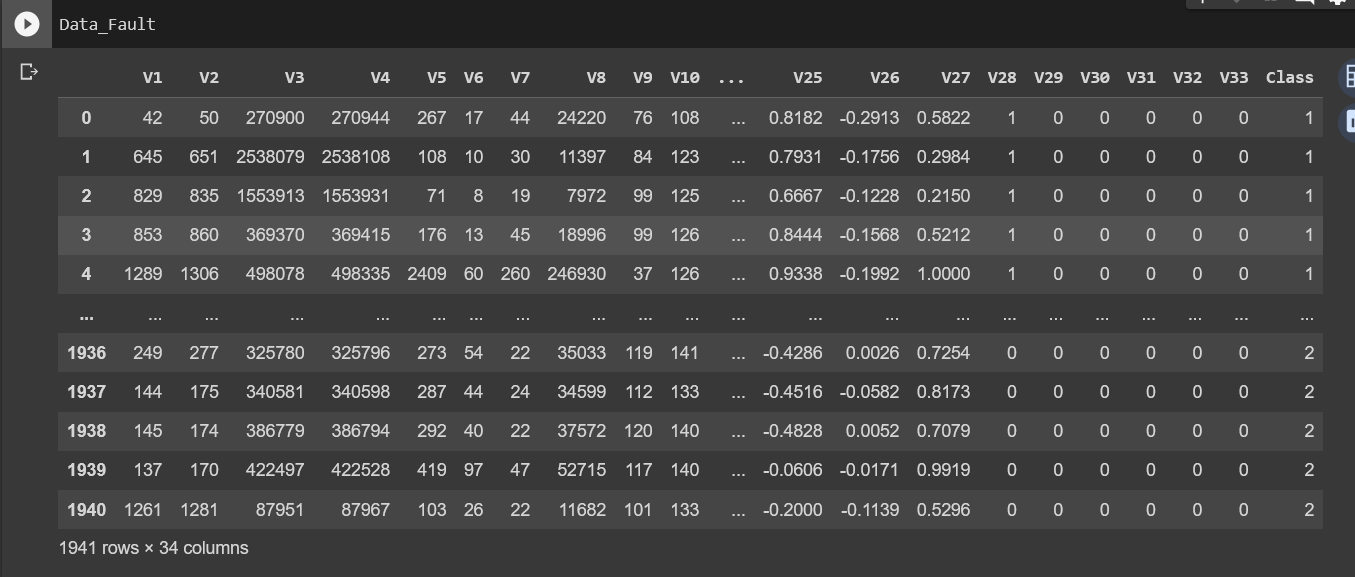 Data_Fault
V1 V2 V3 V4 V5 V6 V7 V8 V9 V10 ... V25 V26 V27 V28 V29 V30 V31 V32 V33 Class
0 42 50 270900 270944 267 17 44 24220 76 108 ... 0.8182 -0.2913 0.5822 1 0 0 0 0 0 1
1 645 651 2538079 2538108 108 10 30 11397 84 123 ... 0.7931 -0.1756 0.2984 1 0 0 0 0 0 1
2 829 835 1553913 1553931 71 8 19 7972 99 125 ... 0.6667 -0.1228 0.2150 1 0 0 0 0 0 1
3 853 860 369370 369415 176 13 45 18996 99 126 ... 0.8444 -0.1568 0.5212 1 0 0 0 0 0 1
4 1289 1306 498078 498335 2409 60 260 246930 37 126 ... 0.9338 -0.1992 1.0000 1 0 0 0 0 0 1
... ... ... ... ... ... ... ... ... ... ... ... ... ... ... ... ... ... ... ... ... ...
1936 249 277 325780 325796 273 54 22 35033 119 141 ... -0.4286 0.0026 0.7254 0 0 0 0 0 0 2
1937 144 175 340581 340598 287 44 24 34599 112 133 ... -0.4516 -0.0582 0.8173 0 0 0 0 0 0 2
1938 145 174 386779 386794 292 40 22 37572 120 140 ... -0.4828 0.0052 0.7079 0 0 0 0 0 0 2
1939 137 170 422497 422528 419 97 47 52715 117 140 ... -0.0606 -0.0171 0.9919 0 0 0 0 0 0 2
1940 1261 1281 87951 87967 103 26 22 11682 101 133 ... -0.2000 -0.1139 0.5296 0 0 0 0 0 0 2
1941 rows × 34 columns